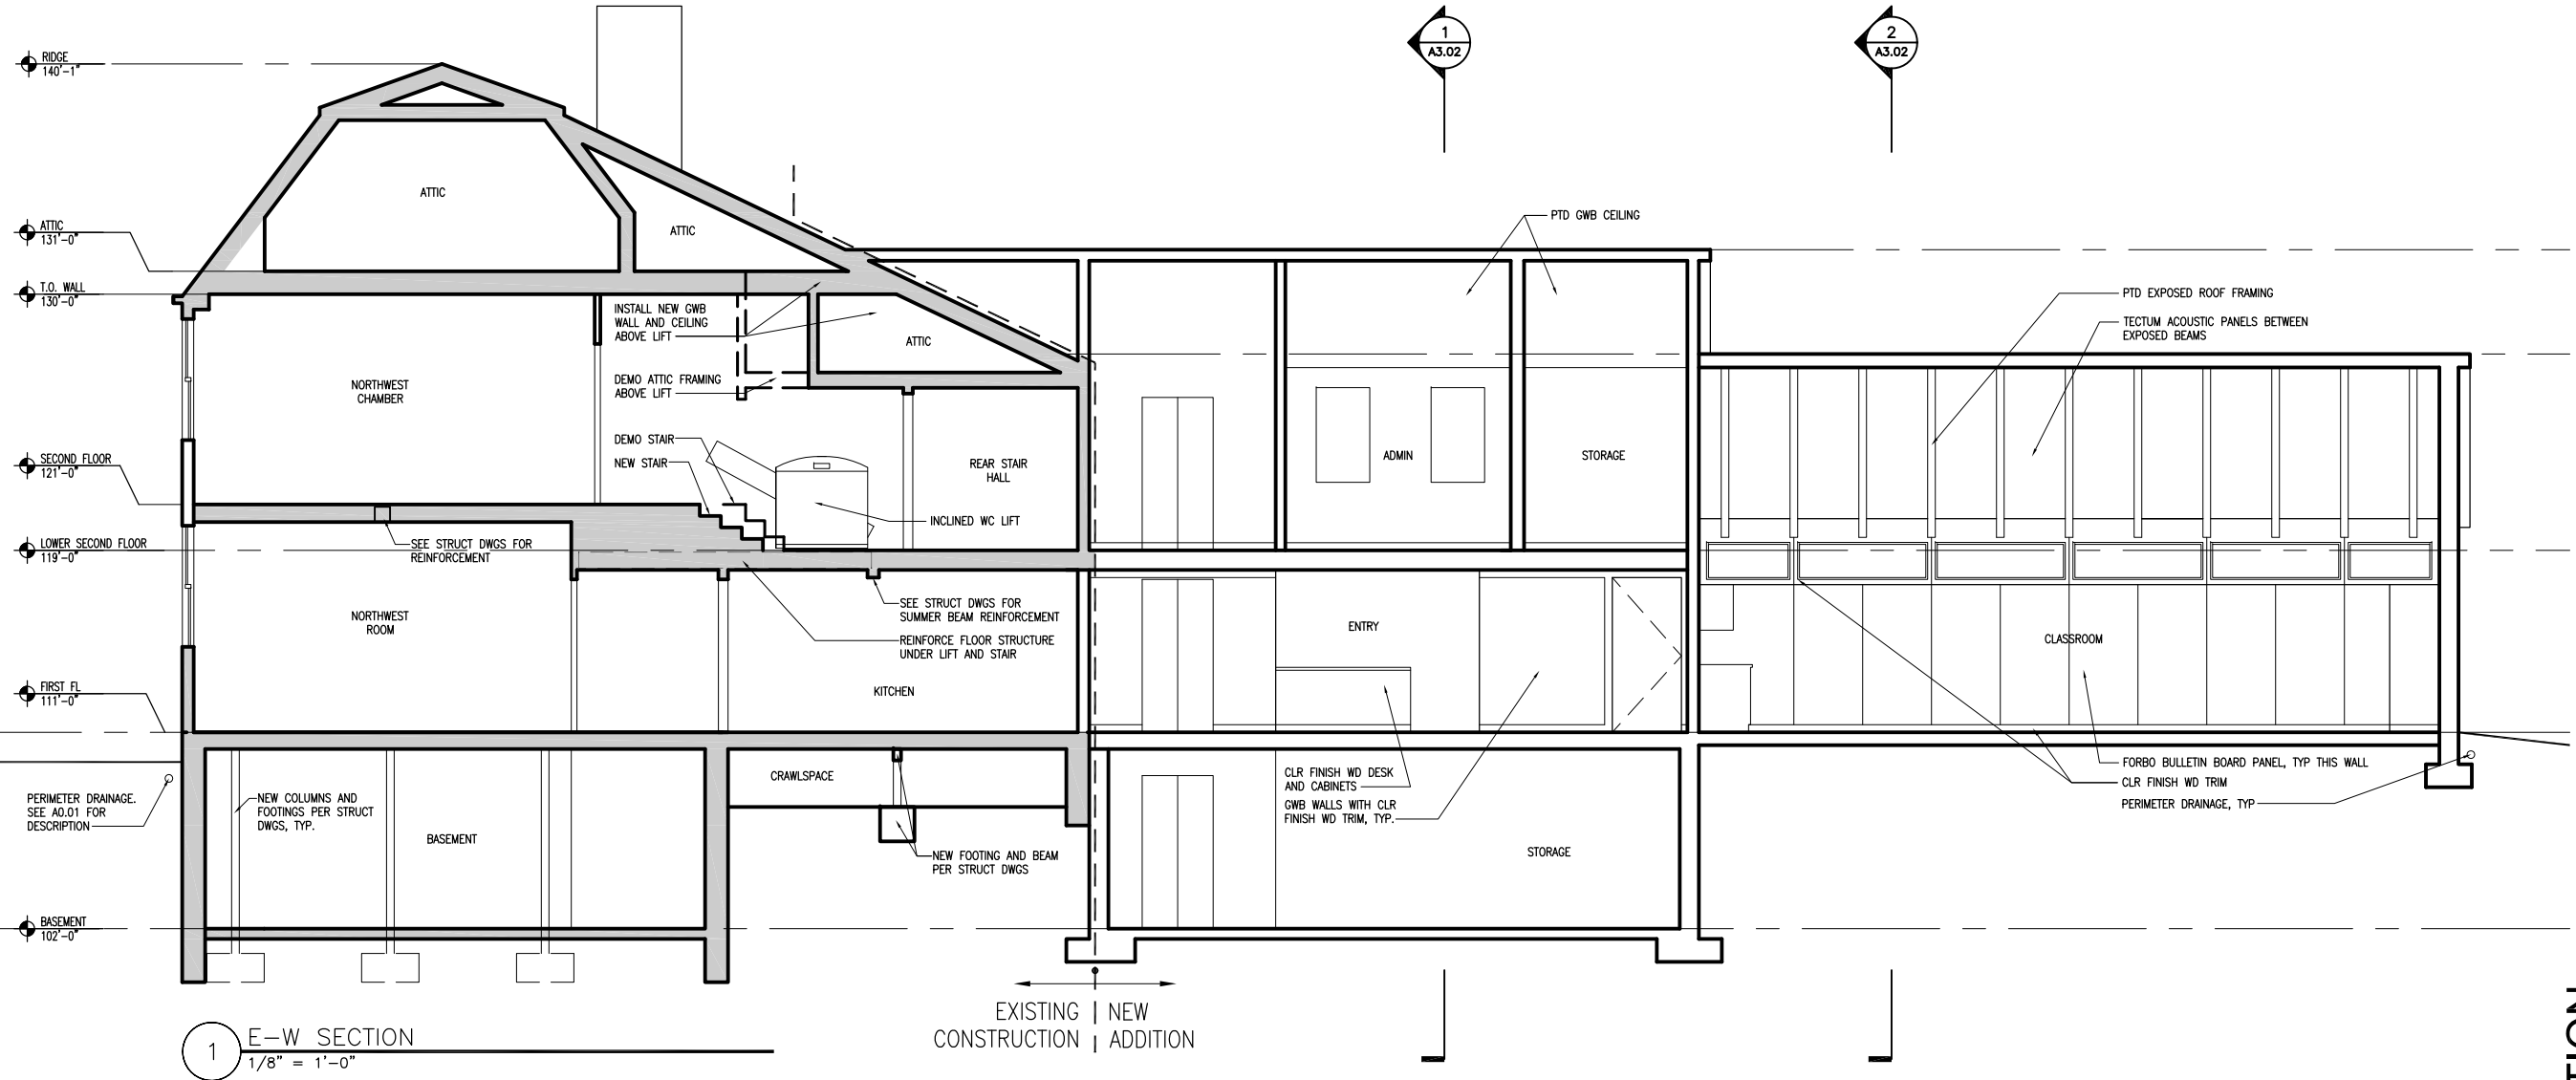 1
A3.02
2
A3.02
RIDGE
140'-1"
ATTIC
131'-0"
T.O. WALL
130'-0"
SECOND FLOOR
121'-0"
LOWER SECOND FLOOR
119'-0"
FIRST FL
111'-0"
BASEMENT
102'-0"
ATTIC
ATTIC
ATTIC
PTD GWB CEILING
PTD EXPOSED ROOF FRAMING
TECTUM ACOUSTIC PANELS BETWEEN
EXPOSED BEAMS
INSTALL NEW GWB
WALL AND CEILING
ABOVE LIFT
DEMO ATTIC FRAMING
ABOVE LIFT
NORTHWEST
CHAMBER
DEMO STAIR
NEW STAIR
REAR STAIR
HALL
INCLINED WC LIFT
ADMIN
STORAGE
SEE STRUCT DWGS FOR
REINFORCEMENT
SEE STRUCT DWGS FOR
SUMMER BEAM REINFORCEMENT
REINFORCE FLOOR STRUCTURE
UNDER LIFT AND STAIR
NORTHWEST
ROOM
KITCHEN
ENTRY
CLASSROOM
CRAWLSPACE
CLR FINISH WD DESK
AND CABINETS
GWB WALLS WITH CLR
FINISH WD TRIM, TYP.
FORBO BULLETIN BOARD PANEL, TYP THIS WALL
CLR FINISH WD TRIM
PERIMETER DRAINAGE, TYP
PERIMETER DRAINAGE.
SEE A0.01 FOR
DESCRIPTION
NEW COLUMNS AND
FOOTINGS PER STRUCT
DWGS, TYP.
BASEMENT
NEW FOOTING AND BEAM
PER STRUCT DWGS
STORAGE
EXISTING
CONSTRUCTION
NEW
ADDITION
1
E-W SECTION
1/8" = 1'-0"